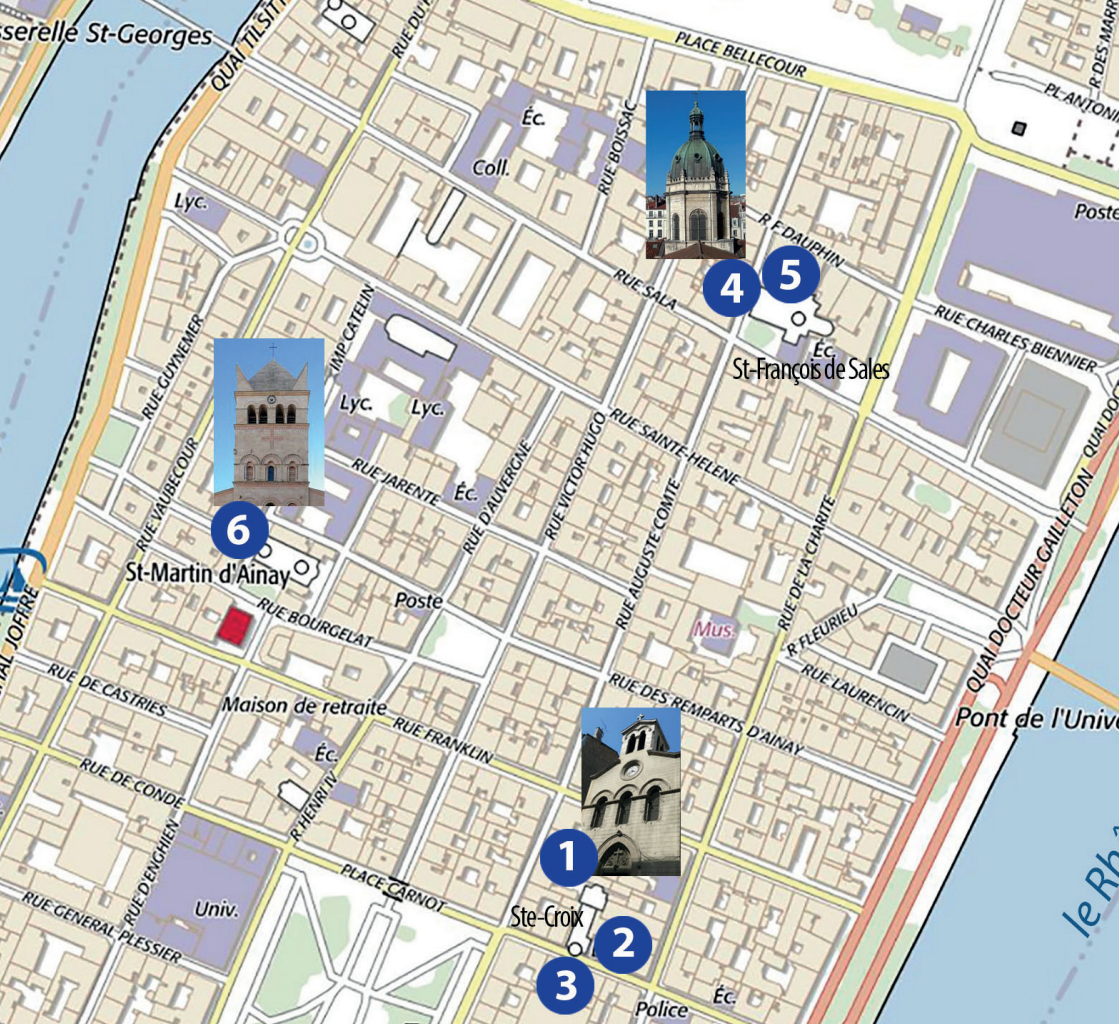 sserelle St-Georges
QUAI TILSITT
PLACE BELLECOUR
R DES MARR
PL ANTONIN
Éc.
Coll.
RUE BOISSAC
Lyc.
Poste
R F DAUPHIN
4
5
RUE SALA
IMP CATELIN
RUE CHARLES-BIENNIER
RUE GUYNEMER
Éc.
St-François de Sales
Lyc.
Lyc.
QUAI DOC
RUE SAINTE-HELENE
RUE VICTOR HUGO
RUE VAUBECOUR
RUE JARENTE
Éc.
RUE D'AUVERGNE
RUE AUGUSTE COMTE
RUE DE LA CHARITE
QUAI DOCTEUR GAILLETON
6
St-Martin d'Ainay
Poste
RUE BOURGELAT
AL JOFFRE
Mus.
R FLEURIEU
RUE LAURENCIN
RUE DE CASTRIES
Maison de retraite
RUE DES REMPARTS D'AINAY
Pont de l'Unive
RUE FRANKLIN
Éc.
RUE DE CONDE
R HENRI IV
1
RUE D'ENGHIEN
PLACE CARNOT
le Rhô
Univ.
Ste-Croix
RUE GENERAL PLESSIER
2
3
Éc.
Police